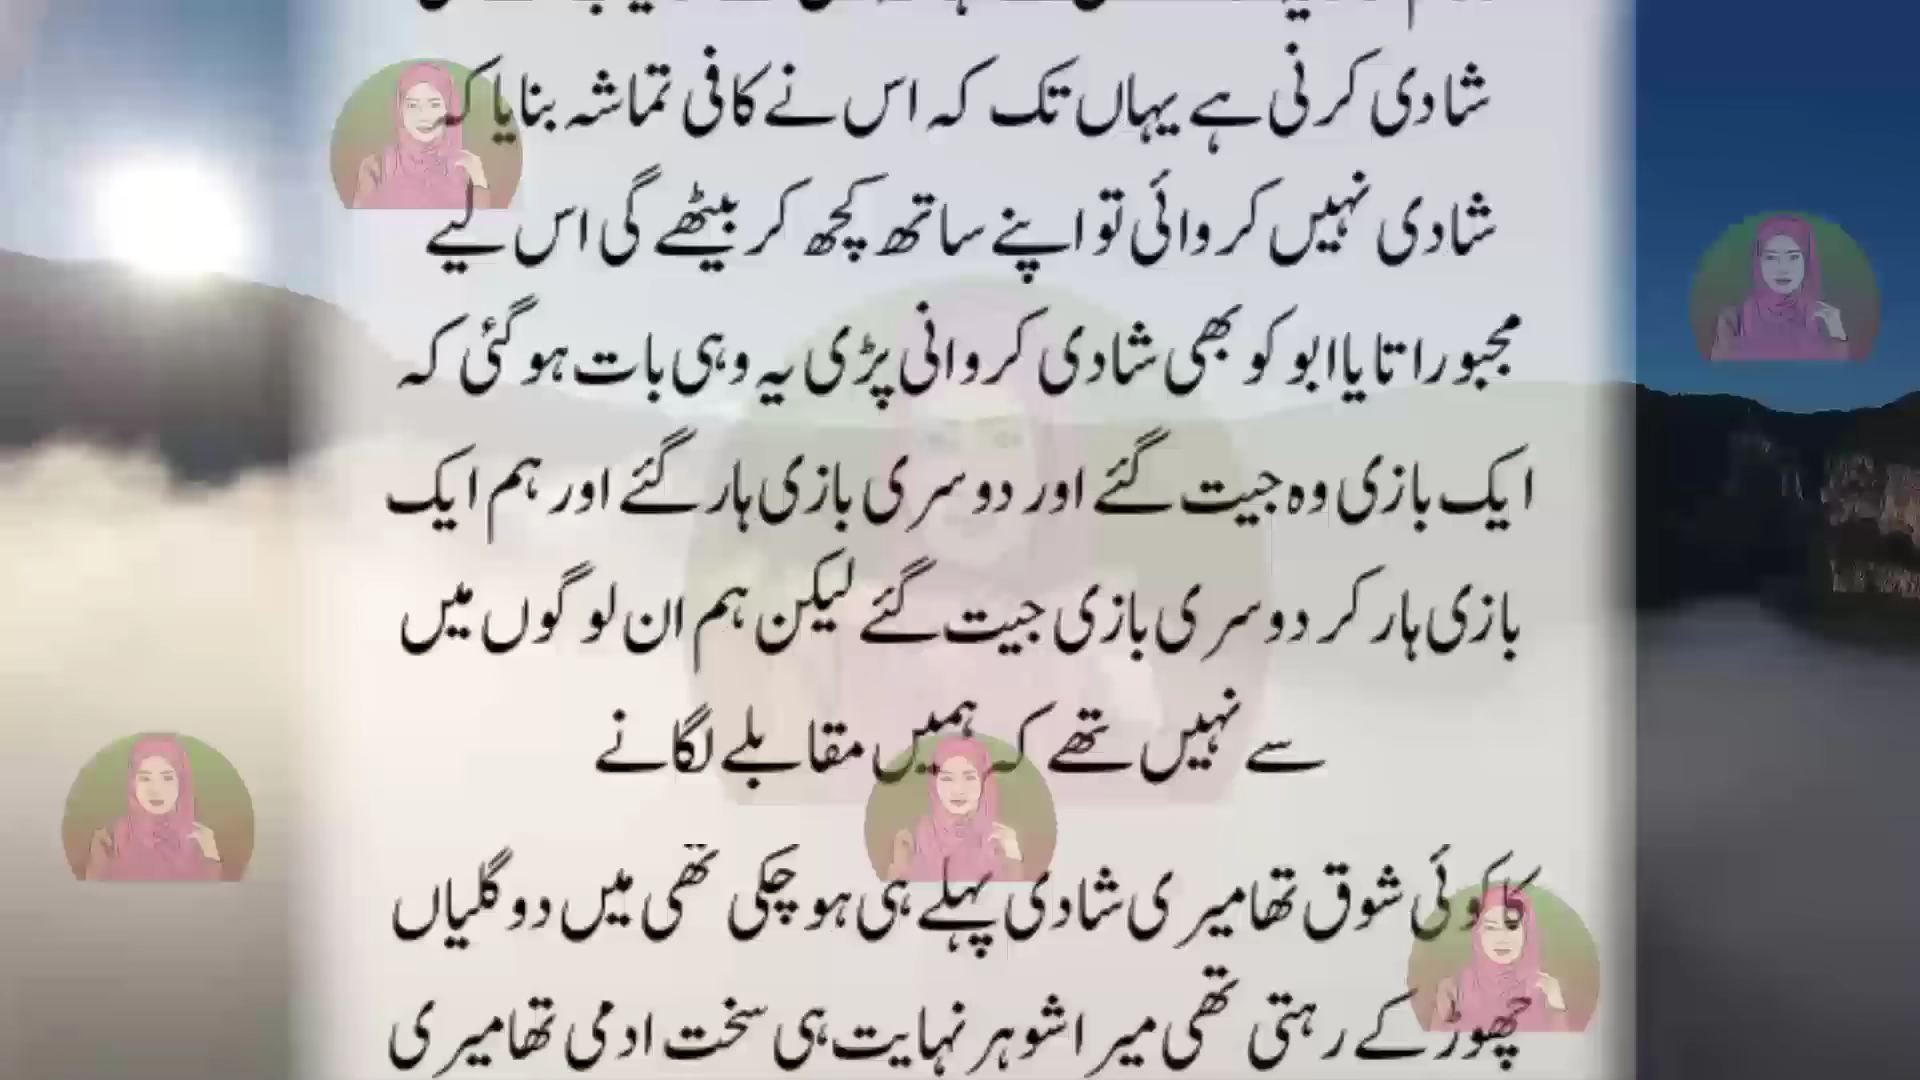 شادی کرنی ہے یہاں تک کہ اس نے کافی تماشہ بنایا کہ
شادی نہیں کروائی تو اپنے ساتھ کچھ کر بیٹھے گی اس لیے
مجبورا تایا ابو کو بھی شادی کروانی پڑی یہ وہی بات ہو گئی کہ
ایک بازی وہ جیت گئے اور دوسری بازی ہار گئے اور ہم ایک
بازی ہار کر دوسری بازی جیت گئے لیکن ہم ان لوگوں میں
سے نہیں تھے کہ ہمیں مقابلے لگانے
کا کوئی شوق تھا میری شادی پہلے ہی ہو چکی تھی میں دو گلیاں
چھوڑ کے رہتی تھی میرا شوہر نہایت ہی سخت ادمی تھا میری